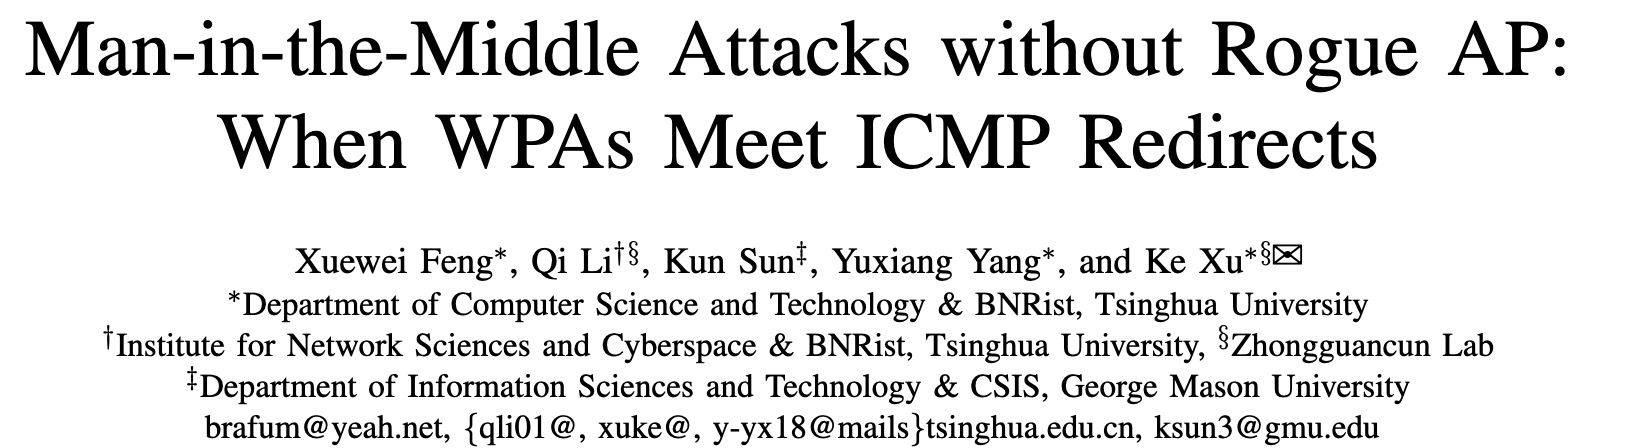 Man-in-the-Middle Attacks without Rogue AP:
When WPAs Meet ICMP Redirects
Xuewei Feng*, Qi Li†§, Kun Sun‡, Yuxiang Yang*, and Ke Xu*§✉
*Department of Computer Science and Technology & BNRist, Tsinghua University
†Institute for Network Sciences and Cyberspace & BNRist, Tsinghua University, §Zhongguancun Lab
‡Department of Information Sciences and Technology & CSIS, George Mason University
brafum@yeah.net, {qli01@, xuke@, y-yx18@mails}tsinghua.edu.cn, ksun3@gmu.edu